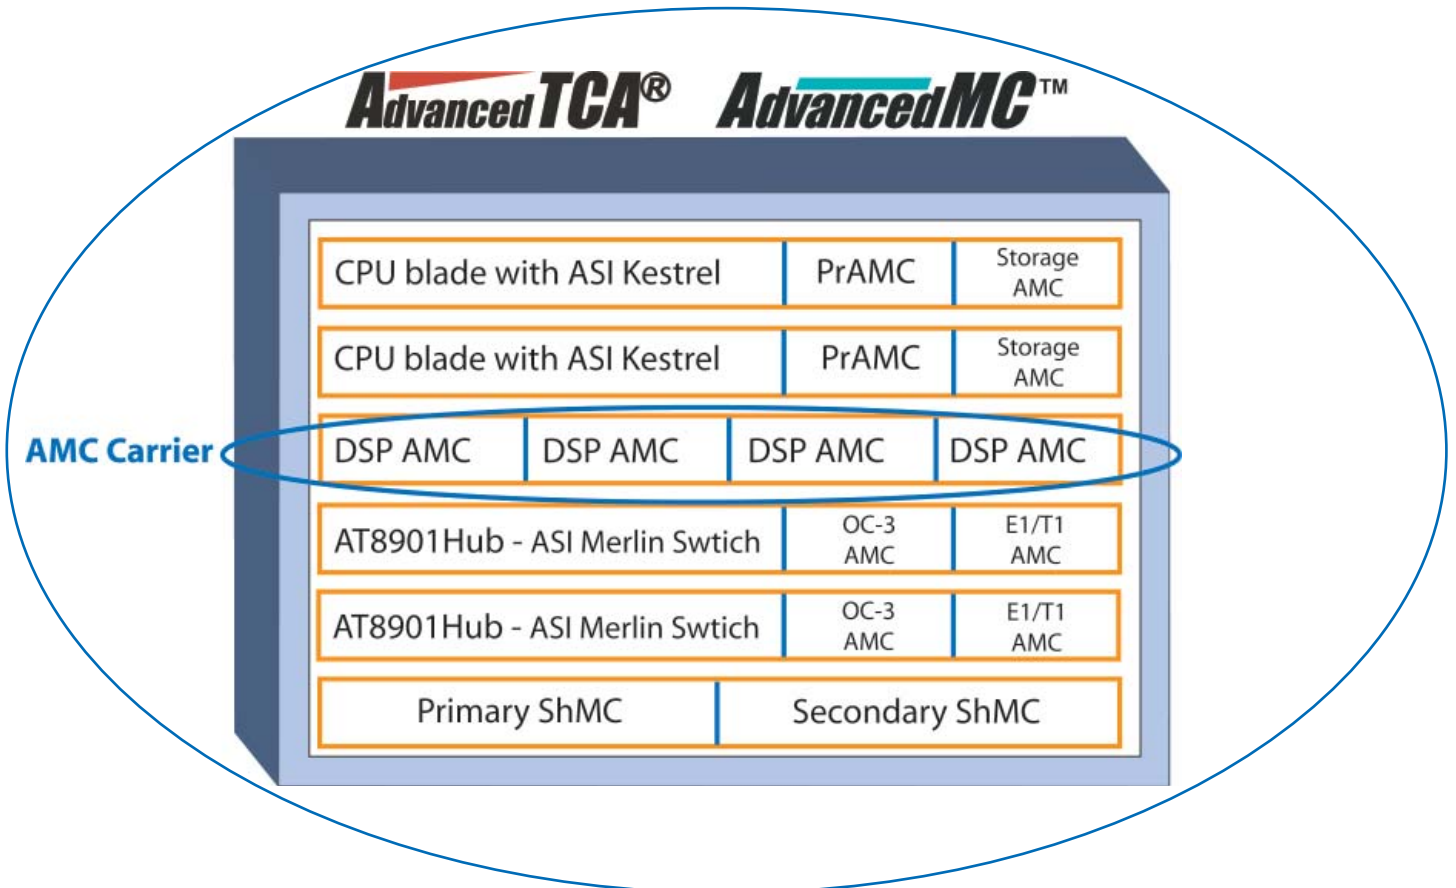 AdvancedTCA® AdvancedMC™
CPU blade with ASI Kestrel PrAMC Storage
AMC
CPU blade with ASI Kestrel PrAMC Storage
AMC
AMC Carrier DSP AMC DSP AMC DSP AMC DSP AMC
AT8901Hub - ASI Merlin Swtich OC-3
AMC E1/T1
AMC
AT8901Hub - ASI Merlin Swtich OC-3
AMC E1/T1
AMC
Primary ShMC Secondary ShMC